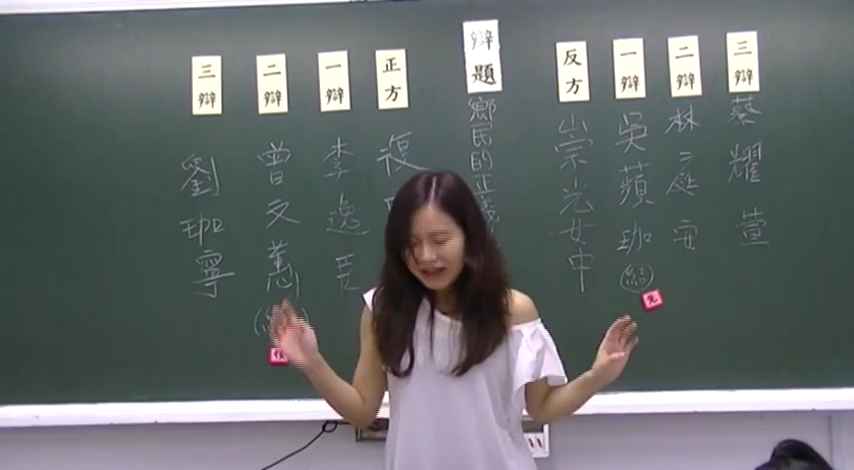 三辯
二辯
一辯
正方
辯題
反方
一辯
二辯
三辯
劉珈寧
曾文蕙
李逸
復
鄉民的正義
崇光女中
吳蘋珈
結
林庭安
蔡耀萱